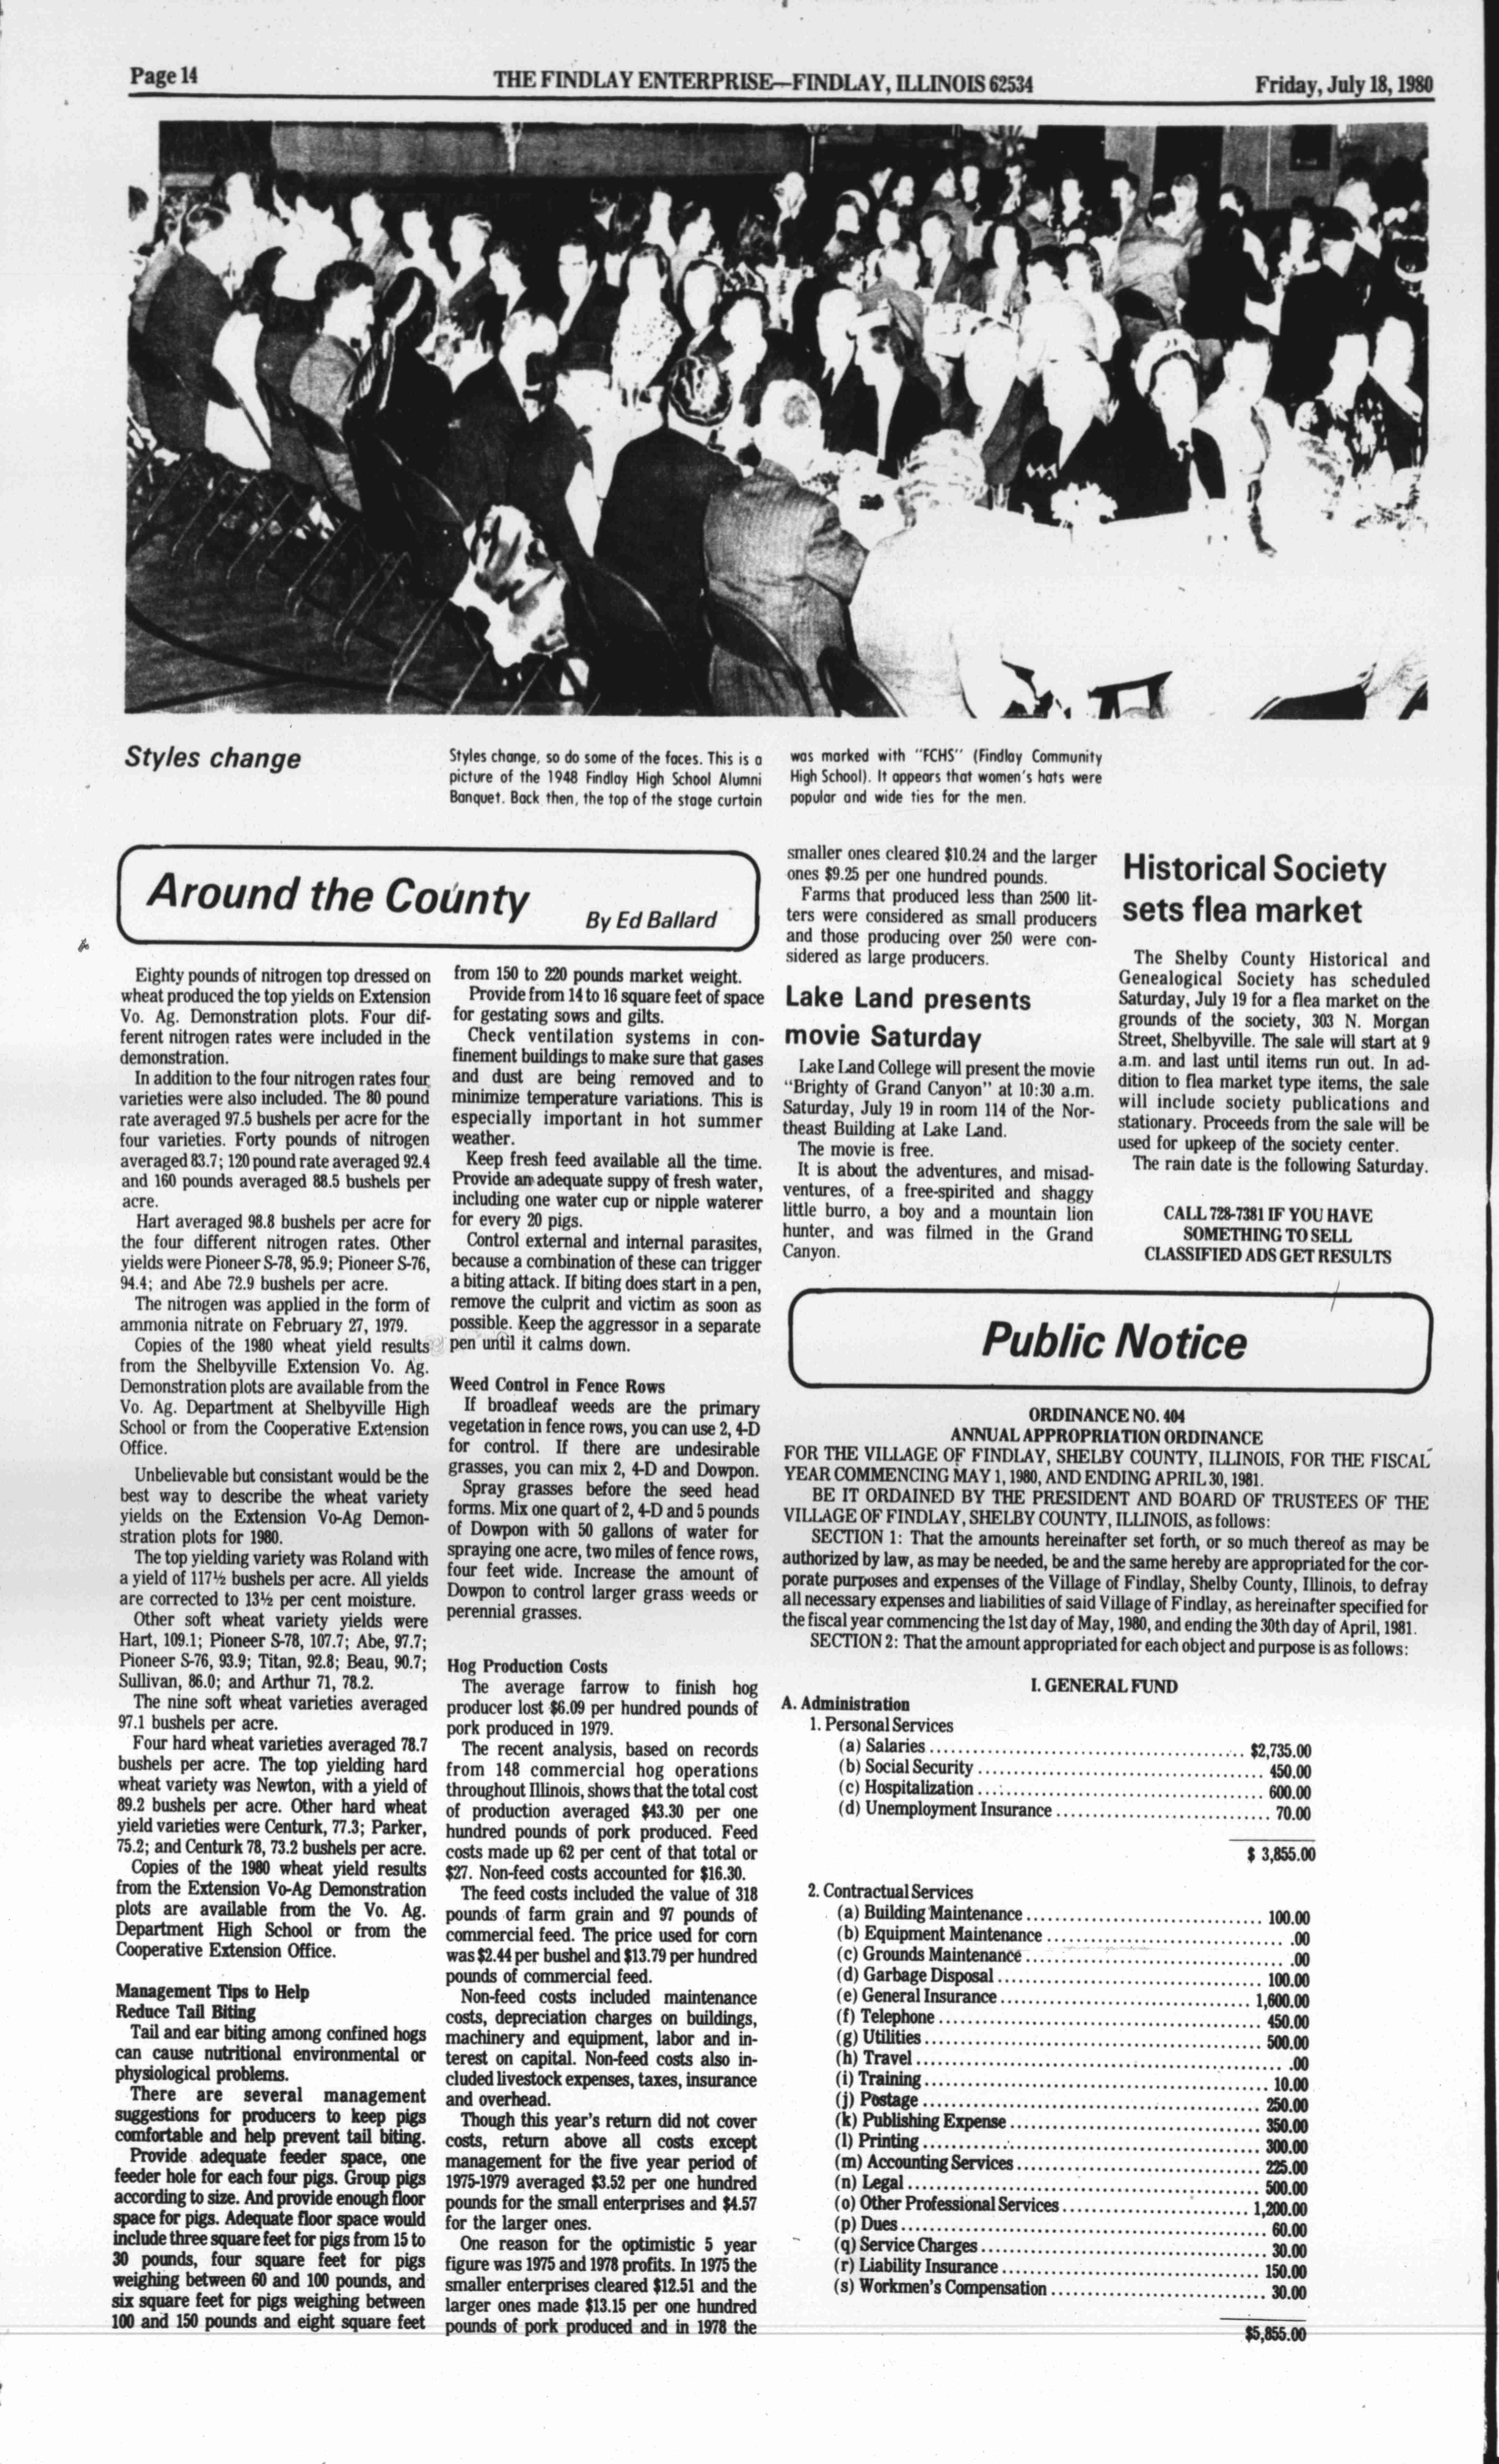 Page 14
THE FINDLAY ENTERPRISE—FINDLAY, ILLINOIS 62534
Friday, July 18, 1980
Styles change
Styles change, so do some of the faces. This is a
picture of the 1948 Findlay High School Alumni
Banquet. Back then, the top of the stage curtain
was marked with "FCHS" (Findlay Community
High School). It appears that women's hats were
popular and wide ties for the men.
Around the County
By Ed Ballard
Eighty pounds of nitrogen top dressed on
wheat produced the top yields on Extension
Vo. Ag. Demonstration plots. Four dif-
ferent nitrogen rates were included in the
demonstration.
In addition to the four nitrogen rates four
varieties were also included. The 80 pound
rate averaged 97.5 bushels per acre for the
four varieties. Forty pounds of nitrogen
averaged 83.7; 120 pound rate averaged 92.4
and 160 pounds averaged 88.5 bushels per
acre.
Hart averaged 98.8 bushels per acre for
the four different nitrogen rates. Other
yields were Pioneer S-78, 95.9; Pioneer S-76,
94.4; and Abe 72.9 bushels per acre.
The nitrogen was applied in the form of
ammonia nitrate on February 27, 1979.
Copies of the 1980 wheat yield results
from the Shelbyville Extension Vo. Ag.
Demonstration plots are available from the
Vo. Ag. Department at Shelbyville High
School or from the Cooperative Extension
Office.
Unbelievable but consistant would be the
best way to describe the wheat variety
yields on the Extension Vo-Ag Demon-
stration plots for 1980.
The top yielding variety was Roland with
a yield of 117½ bushels per acre. All yields
are corrected to 13½ per cent moisture.
Other soft wheat variety yields were
Hart, 109.1; Pioneer S-78, 107.7; Abe, 97.7;
Pioneer S-76, 93.9; Titan, 92.8; Beau, 90.7;
Sullivan, 86.0; and Arthur 71, 78.2.
The nine soft wheat varieties averaged
97.1 bushels per acre.
Four hard wheat varieties averaged 78.7
bushels per acre. The top yielding hard
wheat variety was Newton, with a yield of
89.2 bushels per acre. Other hard wheat
yield varieties were Centurk, 77.3; Parker,
75.2; and Centurk 78, 73.2 bushels per acre.
Copies of the 1980 wheat yield results
from the Extension Vo-Ag Demonstration
plots are available from the Vo. Ag.
Department High School or from the
Cooperative Extension Office.
Management Tips to Help
Reduce Tail Biting
Tail and ear biting among confined hogs
can cause nutritional environmental or
physiological problems.
There are several management
suggestions for producers to keep pigs
comfortable and help prevent tail biting.
Provide adequate feeder space, one
feeder hole for each four pigs. Group pigs
according to size. And provide enough floor
space for pigs. Adequate floor space would
include three square feet for pigs from 15 to
30 pounds, four square feet for pigs
weighing between 60 and 100 pounds, and
six square feet for pigs weighing between
100 and 150 pounds and eight square feet
from 150 to 220 pounds market weight.
Provide from 14 to 16 square feet of space
for gestating sows and gilts.
Check ventilation systems in con-
finement buildings to make sure that gases
and dust are being removed and to
minimize temperature variations. This is
especially important in hot summer
weather.
Keep fresh feed available all the time.
Provide an adequate suppy of fresh water,
including one water cup or nipple waterer
for every 20 pigs.
Control external and internal parasites,
because a combination of these can trigger
a biting attack. If biting does start in a pen,
remove the culprit and victim as soon as
possible. Keep the aggressor in a separate
pen until it calms down.
Weed Control in Fence Rows
If broadleaf weeds are the primary
vegetation in fence rows, you can use 2, 4-D
for control. If there are undesirable
grasses, you can mix 2, 4-D and Dowpon.
Spray grasses before the seed head
forms. Mix one quart of 2, 4-D and 5 pounds
of Dowpon with 50 gallons of water for
spraying one acre, two miles of fence rows,
four feet wide. Increase the amount of
Dowpon to control larger grass weeds or
perennial grasses.
Hog Production Costs
The average farrow to finish hog
producer lost $6.09 per hundred pounds of
pork produced in 1979.
The recent analysis, based on records
from 148 commercial hog operations
throughout Illinois, shows that the total cost
of production averaged $43.30 per one
hundred pounds of pork produced. Feed
costs made up 62 per cent of that total or
$27. Non-feed costs accounted for $16.30.
The feed costs included the value of 318
pounds of farm grain and 97 pounds of
commercial feed. The price used for corn
was $2.44 per bushel and $13.79 per hundred
pounds of commercial feed.
Non-feed costs included maintenance
costs, depreciation charges on buildings,
machinery and equipment, labor and in-
terest on capital. Non-feed costs also in-
cluded livestock expenses, taxes, insurance
and overhead.
Though this year's return did not cover
costs, return above all costs except
management for the five year period of
1975-1979 averaged $3.52 per one hundred
pounds for the small enterprises and $4.57
for the larger ones.
One reason for the optimistic 5 year
figure was 1975 and 1978 profits. In 1975 the
smaller enterprises cleared $12.51 and the
larger ones made $13.15 per one hundred
pounds of pork produced and in 1978 the
smaller ones cleared $10.24 and the larger
ones $9.25 per one hundred pounds.
Farms that produced less than 2500 lit-
ters were considered as small producers
and those producing over 250 were con-
sidered as large producers.
Lake Land presents
movie Saturday
Lake Land College will present the movie
"Brighty of Grand Canyon" at 10:30 a.m.
Saturday, July 19 in room 114 of the Nor-
theast Building at Lake Land.
The movie is free.
It is about the adventures, and misad-
ventures, of a free-spirited and shaggy
little burro, a boy and a mountain lion
hunter, and was filmed in the Grand
Canyon.
Historical Society
sets flea market
The Shelby County Historical and
Genealogical Society has scheduled
Saturday, July 19 for a flea market on the
grounds of the society, 303 N. Morgan
Street, Shelbyville. The sale will start at 9
a.m. and last until items run out. In ad-
dition to flea market type items, the sale
will include society publications and
stationary. Proceeds from the sale will be
used for upkeep of the society center.
The rain date is the following Saturday.
CALL 728-7381 IF YOU HAVE
SOMETHING TO SELL
CLASSIFIED ADS GET RESULTS
Public Notice
ORDINANCE NO. 404
ANNUAL APPROPRIATION ORDINANCE
FOR THE VILLAGE OF FINDLAY, SHELBY COUNTY, ILLINOIS, FOR THE FISCAL
YEAR COMMENCING MAY 1, 1980, AND ENDING APRIL 30, 1981.
BE IT ORDAINED BY THE PRESIDENT AND BOARD OF TRUSTEES OF THE
VILLAGE OF FINDLAY, SHELBY COUNTY, ILLINOIS, as follows:
SECTION 1: That the amounts hereinafter set forth, or so much thereof as may be
authorized by law, as may be needed, be and the same hereby are appropriated for the cor-
porate purposes and expenses of the Village of Findlay, Shelby County, Illinois, to defray
all necessary expenses and liabilities of said Village of Findlay, as hereinafter specified for
the fiscal year commencing the 1st day of May, 1980, and ending the 30th day of April, 1981.
SECTION 2: That the amount appropriated for each object and purpose is as follows:
I. GENERAL FUND
A. Administration
1. Personal Services
(a) Salaries ........ $2,735.00
(b) Social Security ........ 450.00
(c) Hospitalization ........ 600.00
(d) Unemployment Insurance ........ 70.00
$ 3,855.00
2. Contractual Services
(a) Building Maintenance ........ 100.00
(b) Equipment Maintenance ........ .00
(c) Grounds Maintenance ........ .00
(d) Garbage Disposal ........ 100.00
(e) General Insurance ........ 1,600.00
(f) Telephone ........ 450.00
(g) Utilities ........ 500.00
(h) Travel ........ .00
(i) Training ........ 10.00
(j) Postage ........ 250.00
(k) Publishing Expense ........ 350.00
(l) Printing ........ 300.00
(m) Accounting Services ........ 225.00
(n) Legal ........ 500.00
(o) Other Professional Services ........ 1,200.00
(p) Dues ........ 60.00
(q) Service Charges ........ 30.00
(r) Liability Insurance ........ 150.00
(s) Workmen's Compensation ........ 30.00
$5,855.00